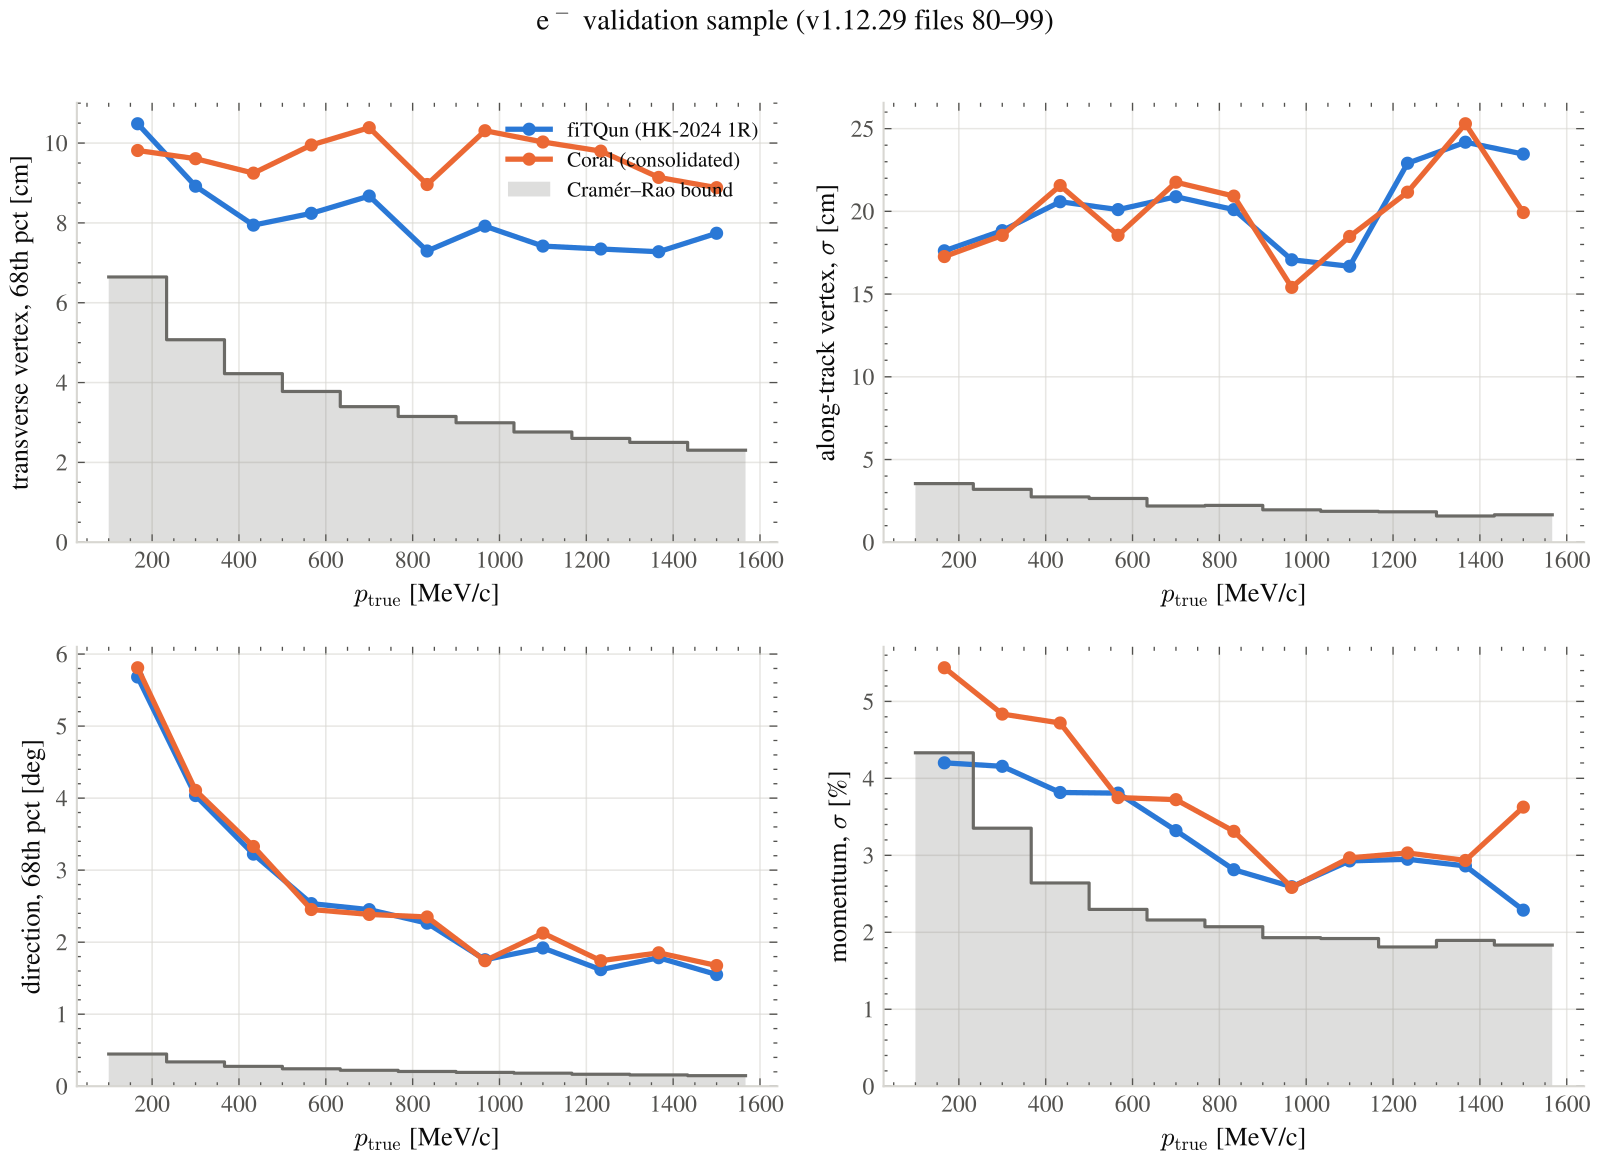 e⁻ validation sample (v1.12.29 files 80–99)
transverse vertex, 68th pct [cm]
10
8
6
4
2
0
fiTQun (HK-2024 1R)
Coral (consolidated)
Cramér–Rao bound
200 400 600 800 1000 1200 1400 1600
p_true [MeV/c]
along-track vertex, σ [cm]
25
20
15
10
5
0
200 400 600 800 1000 1200 1400 1600
p_true [MeV/c]
direction, 68th pct [deg]
6
5
4
3
2
1
0
200 400 600 800 1000 1200 1400 1600
p_true [MeV/c]
momentum, σ [%]
5
4
3
2
1
0
200 400 600 800 1000 1200 1400 1600
p_true [MeV/c]